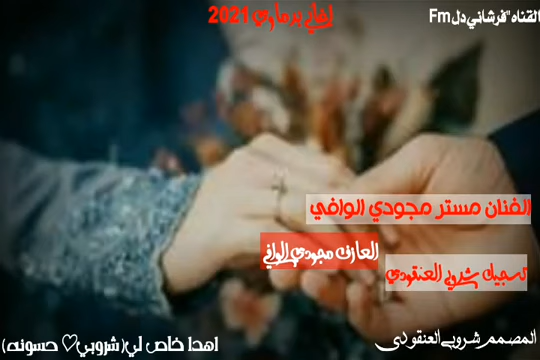 القناه "فرشاني دل Fm
اغاني بدماوي 2021
الفنان مستر مجودي الوافي
العازف مجودي الوافي
تسجيل شروبي العنقودي
المصمم شروبي العنقودي
اهدا خاص لي(شروبي♡ حسونه)